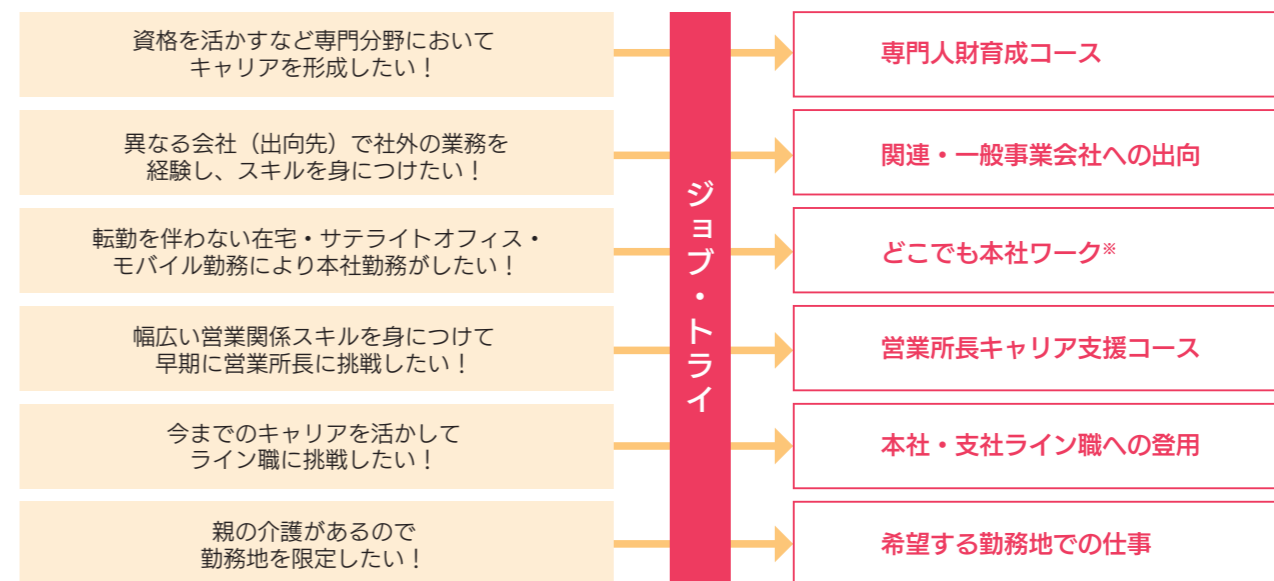 資格を活かすなど専門分野において
キャリアを形成したい！
専門人財育成コース
異なる会社（出向先）で社外の業務を
経験し、スキルを身につけたい！
関連・一般事業会社への出向
転勤を伴わない在宅・サテライトオフィス・
モバイル勤務により本社勤務がしたい！
どこでも本社ワーク※
幅広い営業関係スキルを身につけて
早期に営業所長に挑戦したい！
営業所長キャリア支援コース
今までのキャリアを活かして
ライン職に挑戦したい！
本社・支社ライン職への登用
親の介護があるので
勤務地を限定したい！
希望する勤務地での仕事
ジョブ・トライ